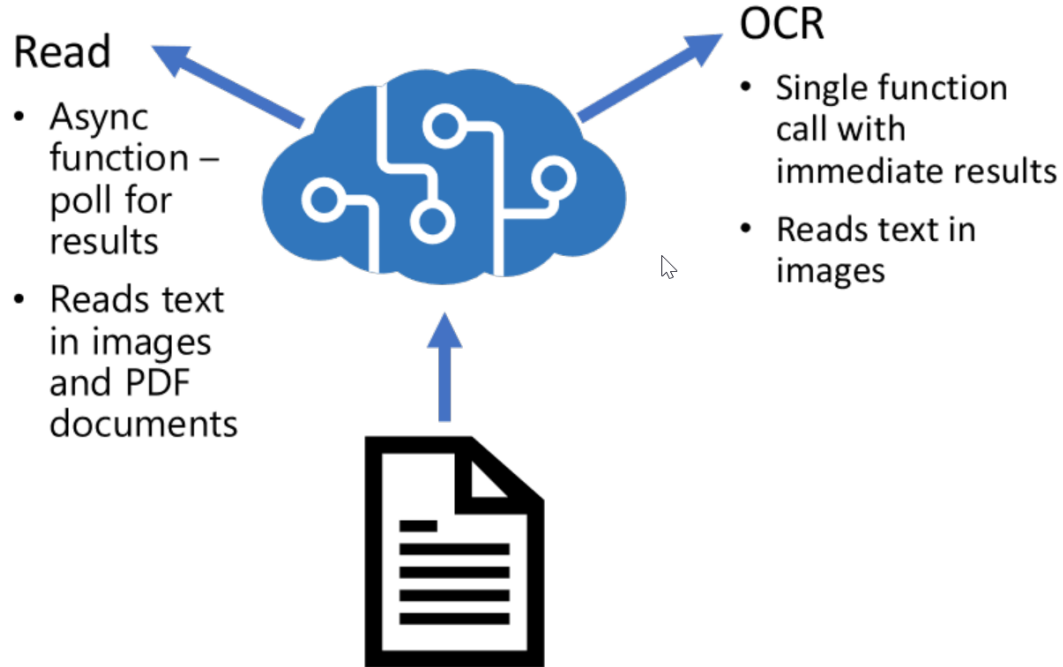 Read
• Async
function –
poll for
results
• Reads text
in images
and PDF
documents
OCR
• Single function
call with
immediate results
• Reads text in
images